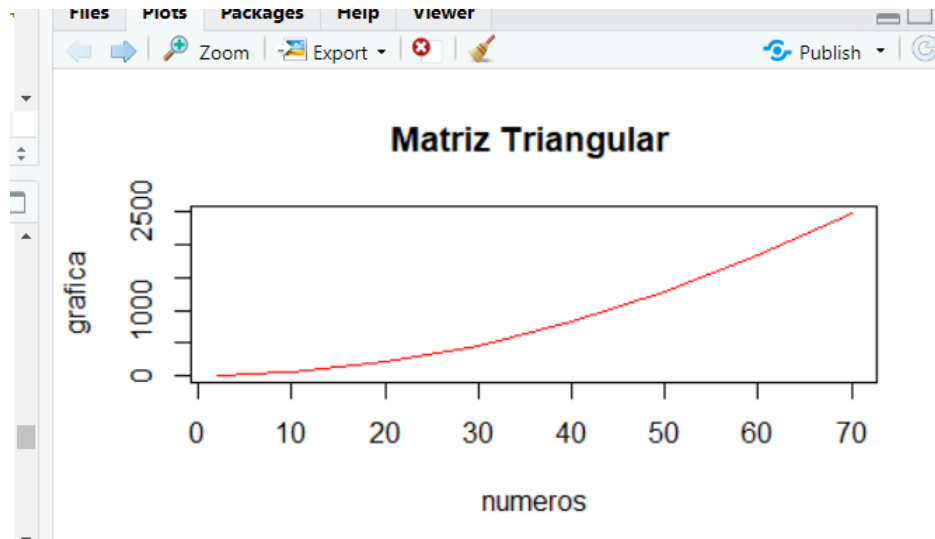 Files Plots Packages Help Viewer
Zoom Export Publish
Matriz Triangular
2500
1000
0
grafica
0 10 20 30 40 50 60 70
numeros